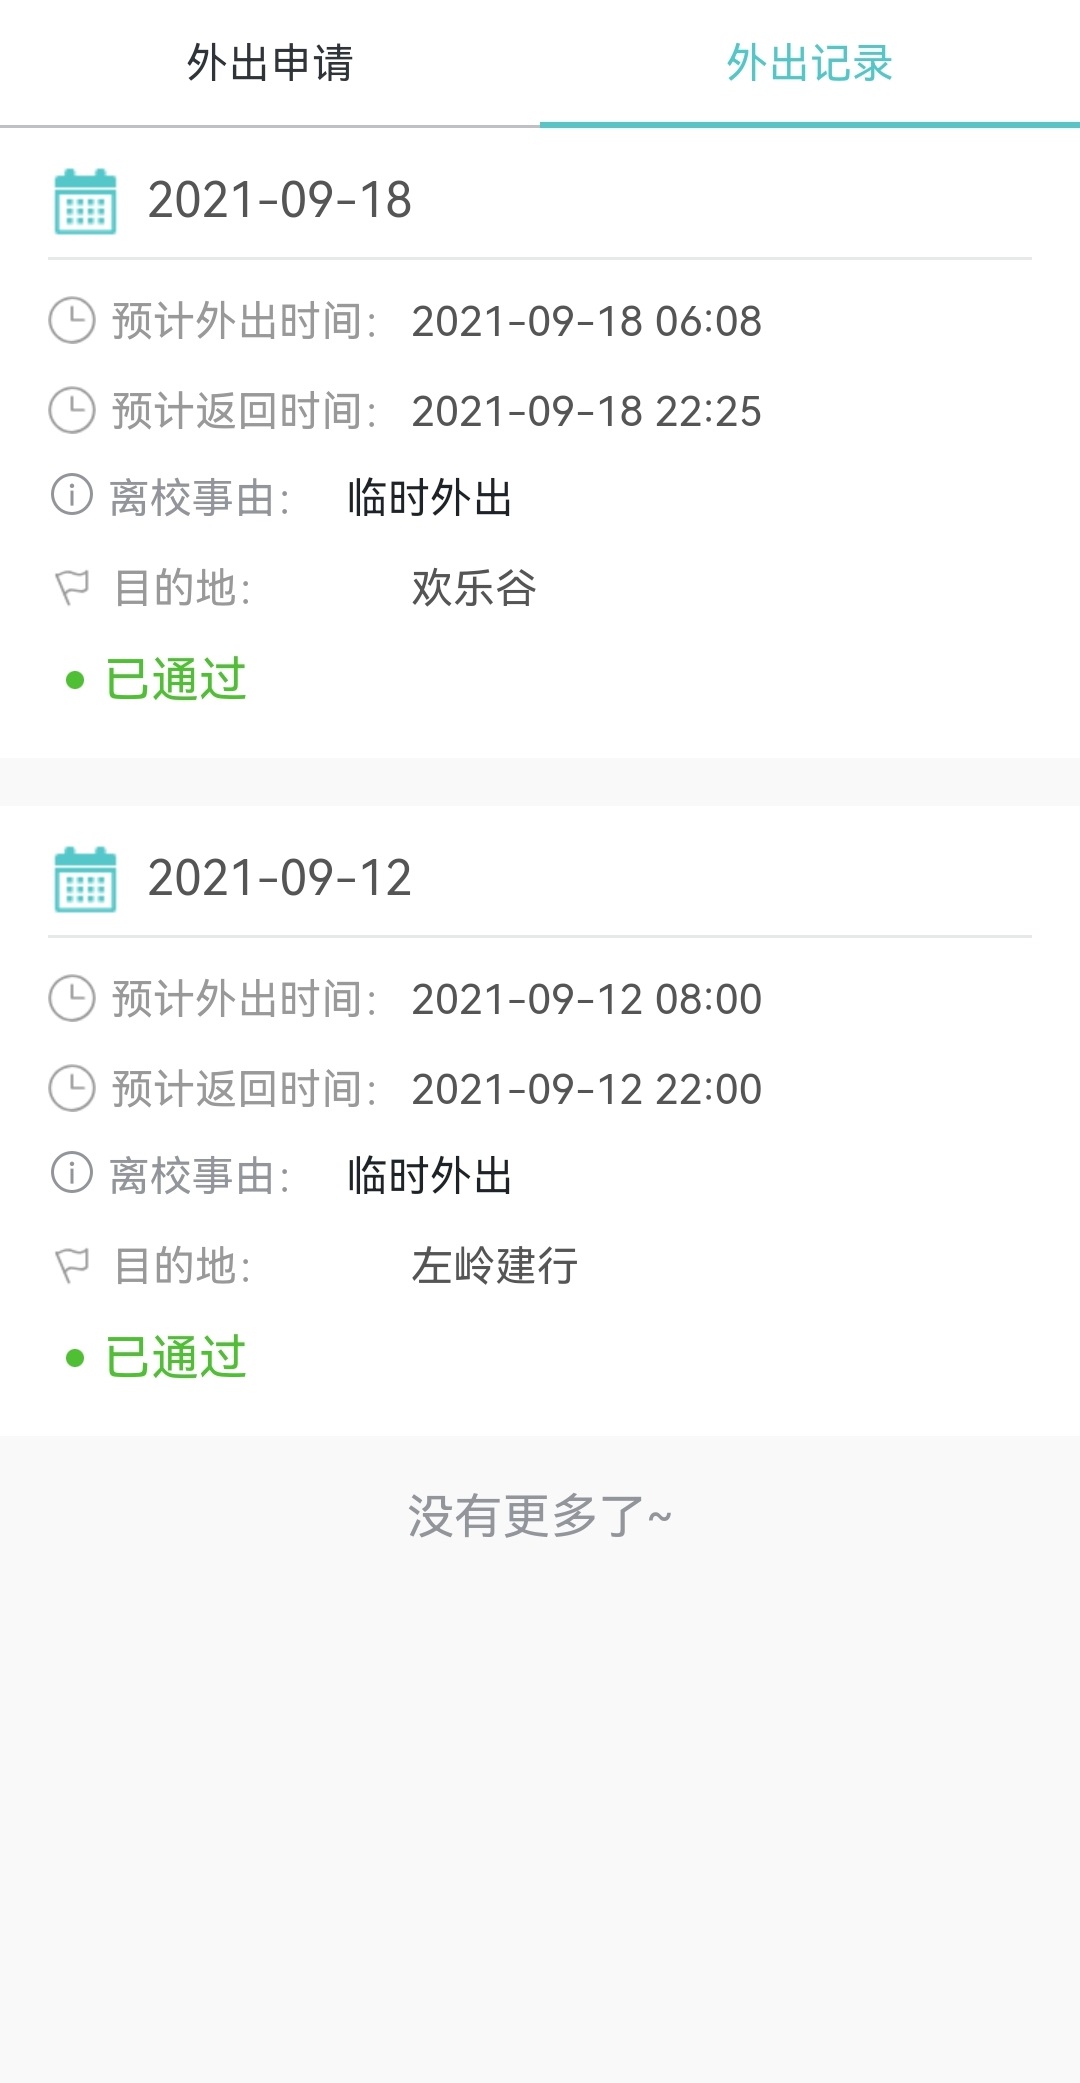 外出申请 外出记录
2021-09-18
预计外出时间： 2021-09-18 06:08
预计返回时间： 2021-09-18 22:25
离校事由： 临时外出
目的地： 欢乐谷
已通过
2021-09-12
预计外出时间： 2021-09-12 08:00
预计返回时间： 2021-09-12 22:00
离校事由： 临时外出
目的地： 左岭建行
已通过
没有更多了~